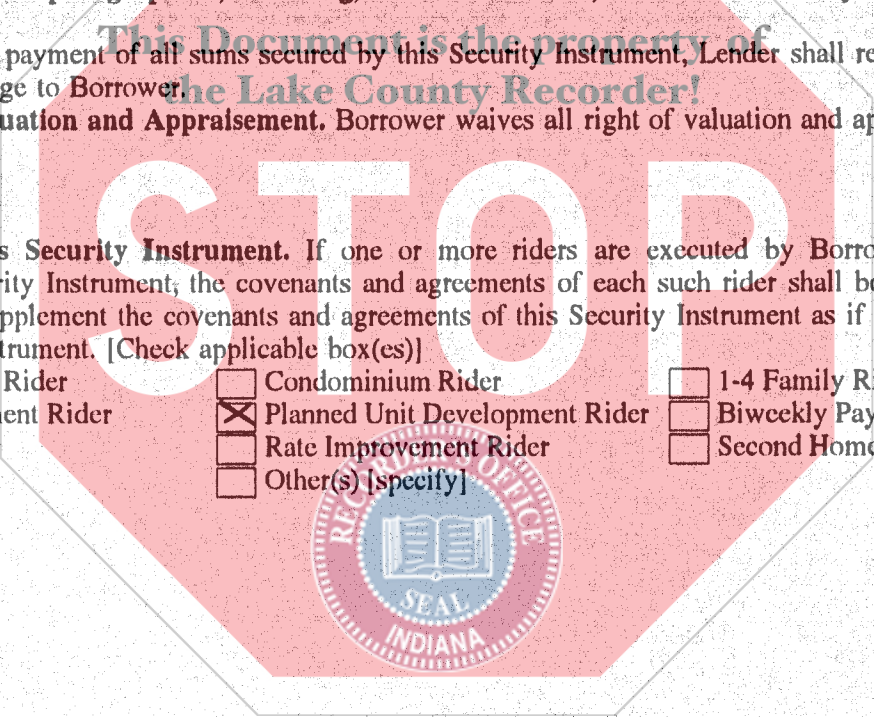 This Document is the property of
payment of all sums secured by this Security Instrument, Lender shall re
the Lake County Recorder!
ge to Borrower.
uation and Appraisement. Borrower waives all right of valuation and ap
STOP
s Security Instrument. If one or more riders are executed by Borro
rity Instrument, the covenants and agreements of each such rider shall be
pplement the covenants and agreements of this Security Instrument as if
trument. [Check applicable box(es)]
Rider Condominium Rider 1-4 Family Ri
ent Rider Planned Unit Development Rider Biweekly Pay
Rate Improvement Rider Second Home
Other(s) [specify]
RECORDER'S OFFICE
SEAL
INDIANA